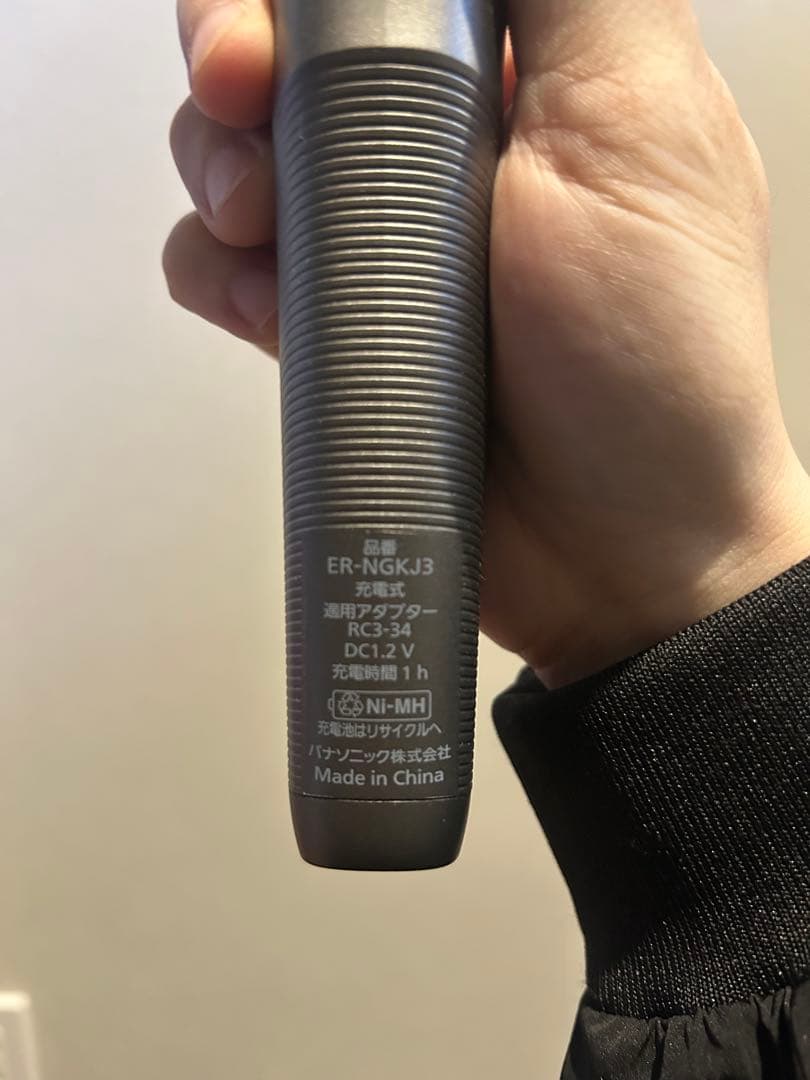 品番
ER-NGKJ3
充電式
適用アダプター
RC3-34
DC1.2 V
充電時間 1 h
Ni-MH
充電池はリサイクルへ
パナソニック株式会社
Made in China